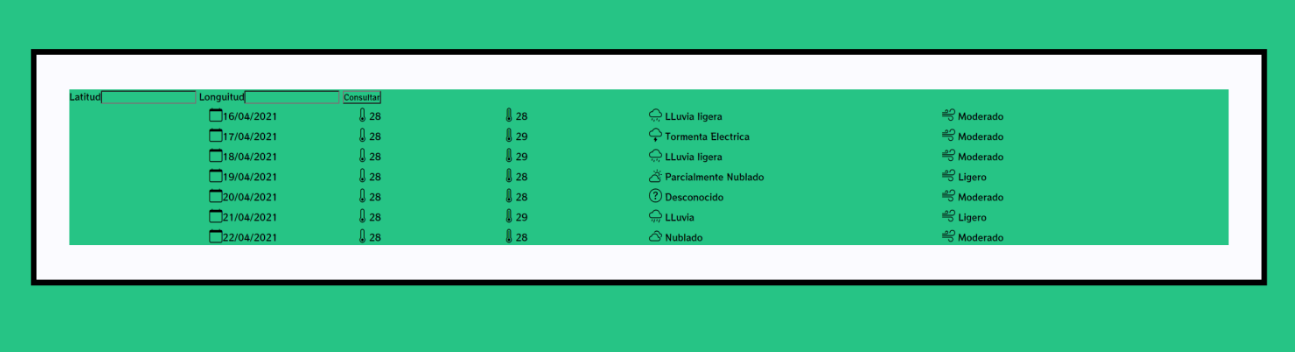 Latitud Longuitud Consultar
16/04/2021 28 28 LLuvia ligera Moderado
17/04/2021 28 29 Tormenta Electrica Moderado
18/04/2021 28 29 LLuvia ligera Moderado
19/04/2021 28 28 Parcialmente Nublado Ligero
20/04/2021 28 28 Desconocido Moderado
21/04/2021 28 29 LLuvia Ligero
22/04/2021 28 28 Nublado Moderado